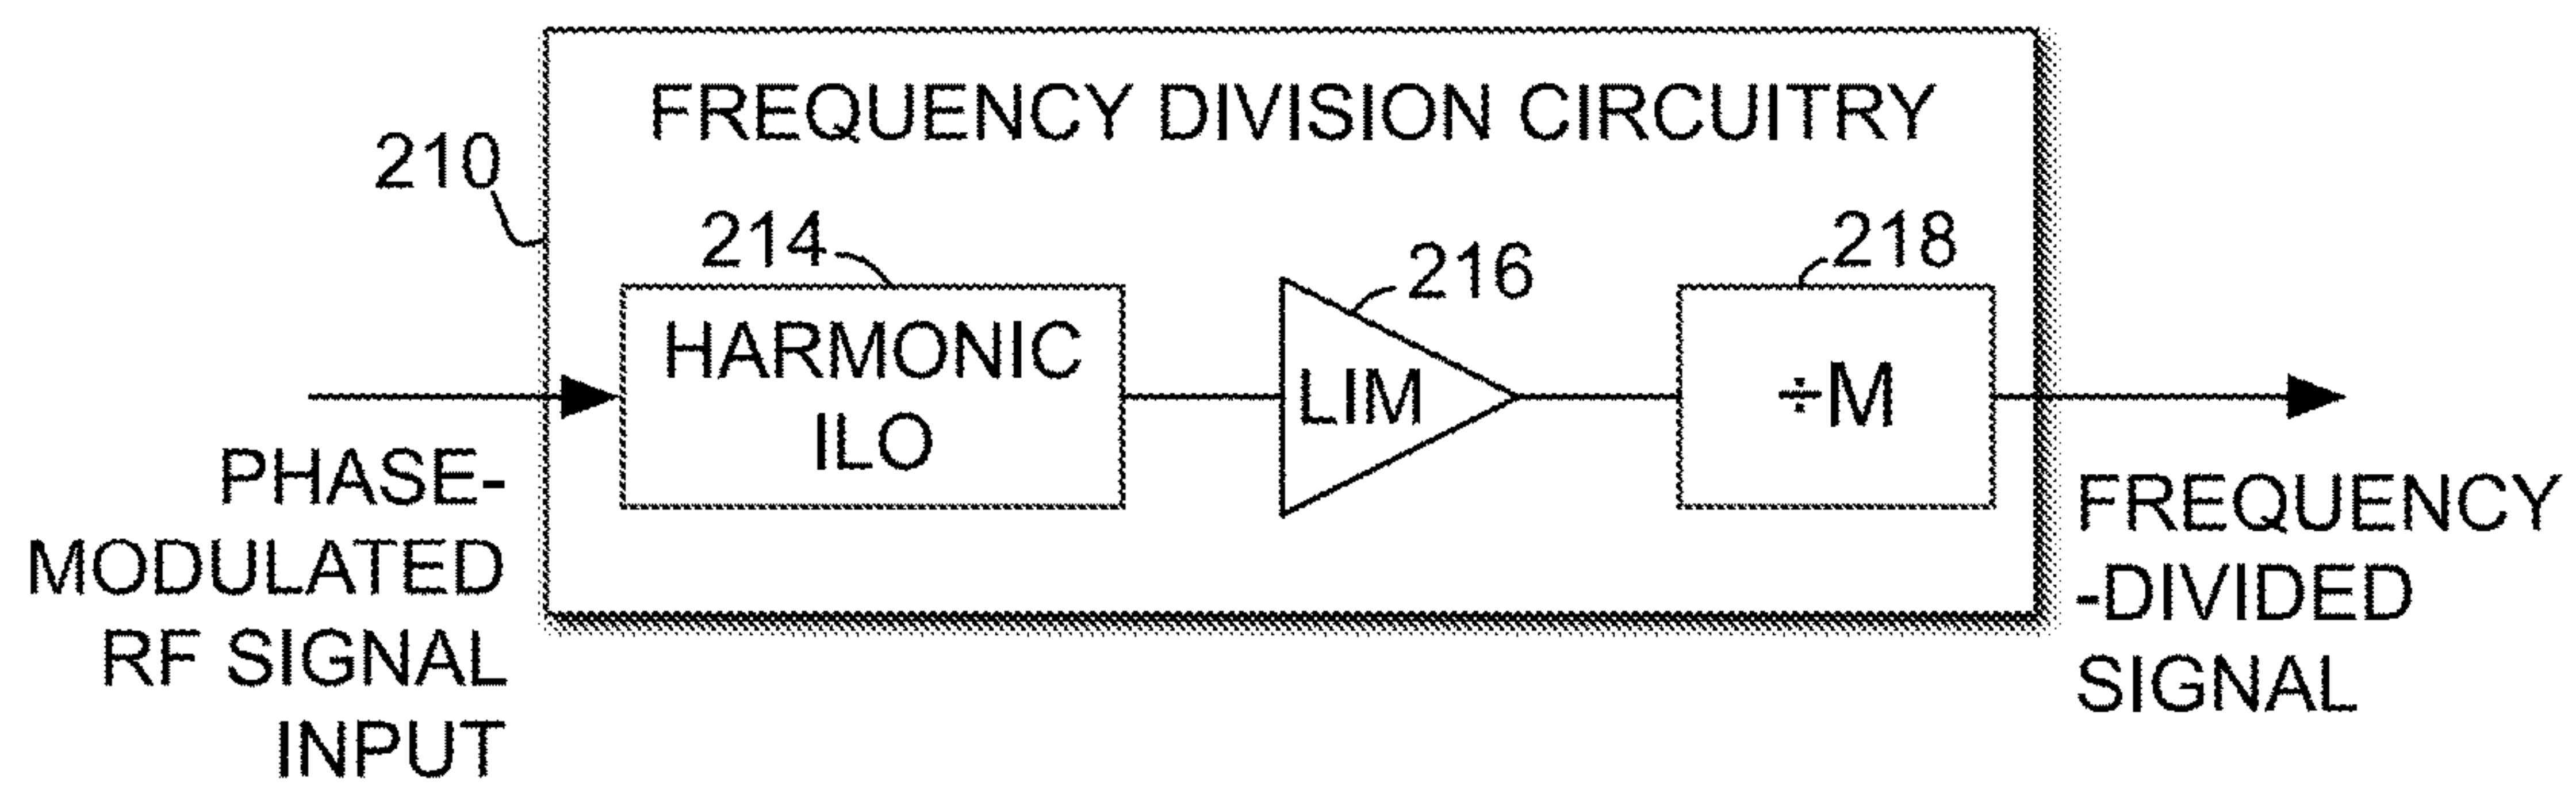 FREQUENCY DIVISION CIRCUITRY
210
214
216
218
HARMONIC
ILO
LIM
÷M
PHASE-
MODULATED
RF SIGNAL
INPUT
FREQUENCY
-DIVIDED
SIGNAL